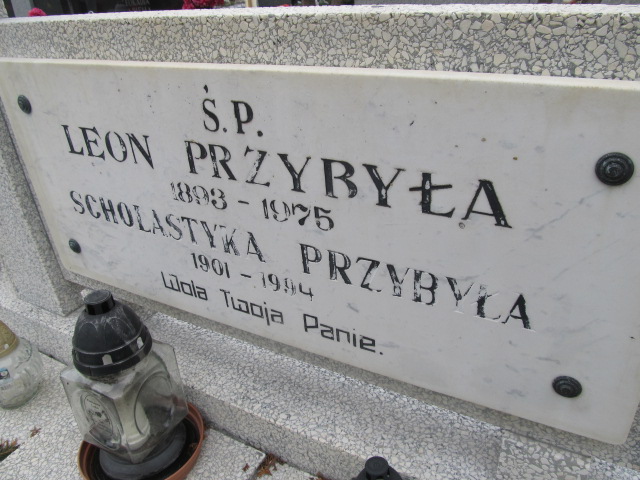 Ś.P.
LEON PRZYBYŁA
1893 - 1975
SCHOLASTYKA PRZYBYŁA
1901 - 1994
Wola Twoja Panie.